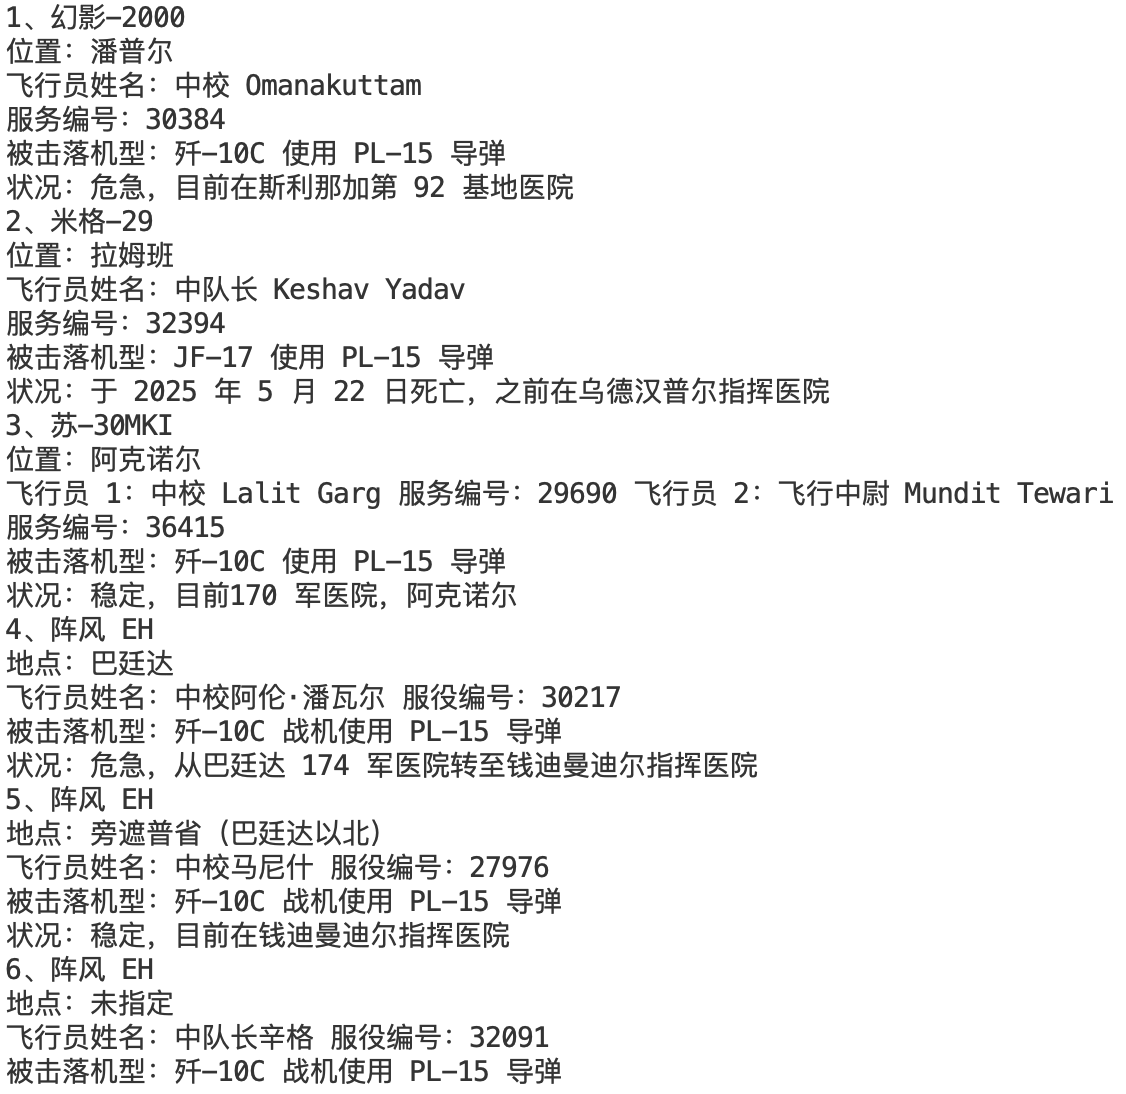 1、幻影-2000
位置：潘普尔
飞行员姓名：中校 Omanakuttam
服务编号：30384
被击落机型：歼-10C 使用 PL-15 导弹
状况：危急，目前在斯利那加第 92 基地医院
2、米格-29
位置：拉姆班
飞行员姓名：中队长 Keshav Yadav
服务编号：32394
被击落机型：JF-17 使用 PL-15 导弹
状况：于 2025 年 5 月 22 日死亡，之前在乌德汉普尔指挥医院
3、苏-30MKI
位置：阿克诺尔
飞行员 1：中校 Lalit Garg 服务编号：29690 飞行员 2：飞行中尉 Mundit Tewari
服务编号：36415
被击落机型：歼-10C 使用 PL-15 导弹
状况：稳定，目前170 军医院，阿克诺尔
4、阵风 EH
地点：巴廷达
飞行员姓名：中校阿伦·潘瓦尔 服役编号：30217
被击落机型：歼-10C 战机使用 PL-15 导弹
状况：危急，从巴廷达 174 军医院转至钱迪曼迪尔指挥医院
5、阵风 EH
地点：旁遮普省（巴廷达以北）
飞行员姓名：中校马尼什 服役编号：27976
被击落机型：歼-10C 战机使用 PL-15 导弹
状况：稳定，目前在钱迪曼迪尔指挥医院
6、阵风 EH
地点：未指定
飞行员姓名：中队长辛格 服役编号：32091
被击落机型：歼-10C 战机使用 PL-15 导弹